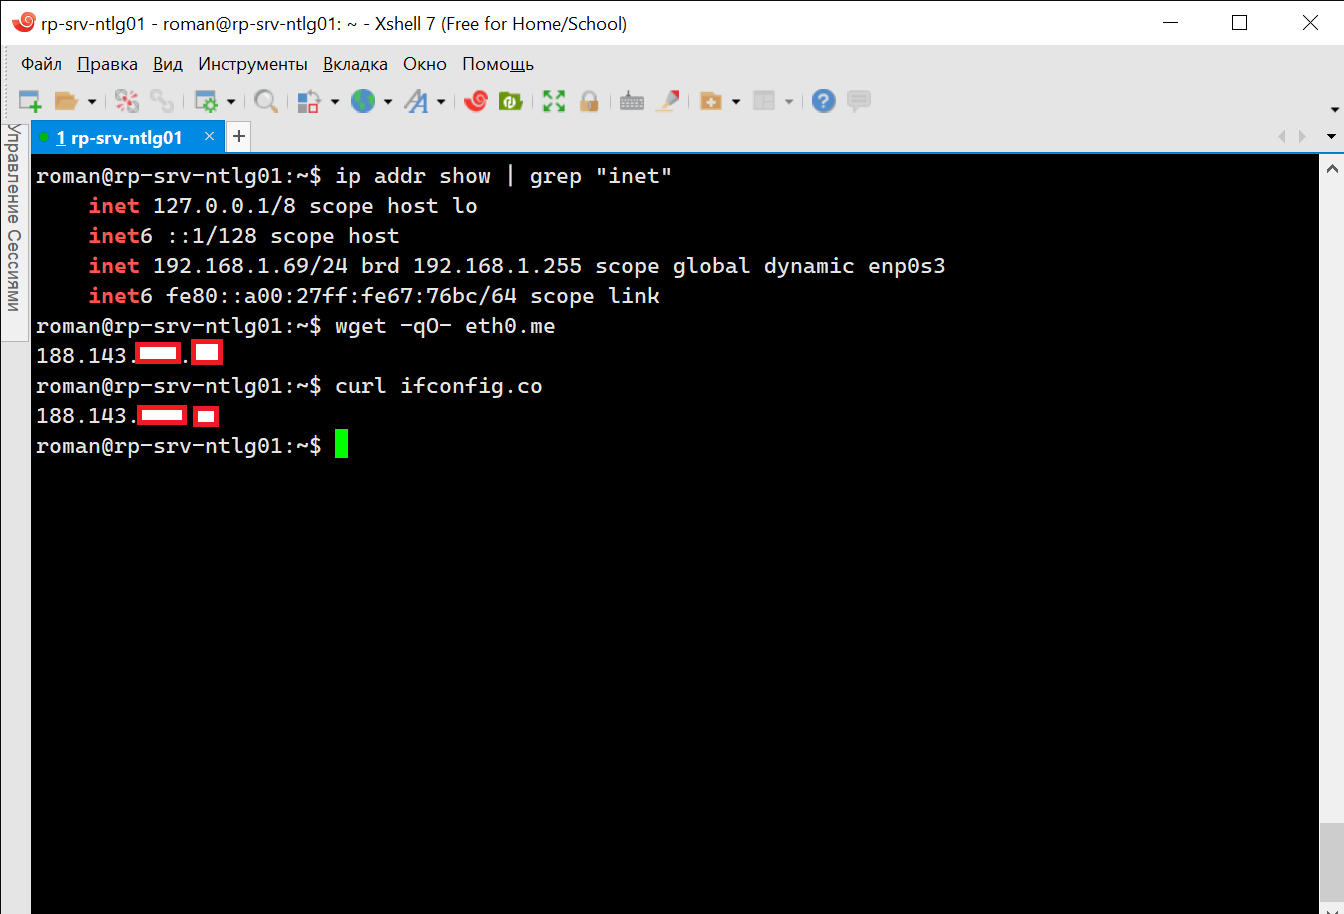 rp-srv-ntlg01 - roman@rp-srv-ntlg01: ~ - Xshell 7 (Free for Home/School)
Файл Правка Вид Инструменты Вкладка Окно Помощь
1 rp-srv-ntlg01 × +
Управление Сессиями
roman@rp-srv-ntlg01:~$ ip addr show | grep "inet"
inet 127.0.0.1/8 scope host lo
inet6 ::1/128 scope host
inet 192.168.1.69/24 brd 192.168.1.255 scope global dynamic enp0s3
inet6 fe80::a00:27ff:fe67:76bc/64 scope link
roman@rp-srv-ntlg01:~$ wget -qO- eth0.me
188.143. .
roman@rp-srv-ntlg01:~$ curl ifconfig.co
188.143.
roman@rp-srv-ntlg01:~$